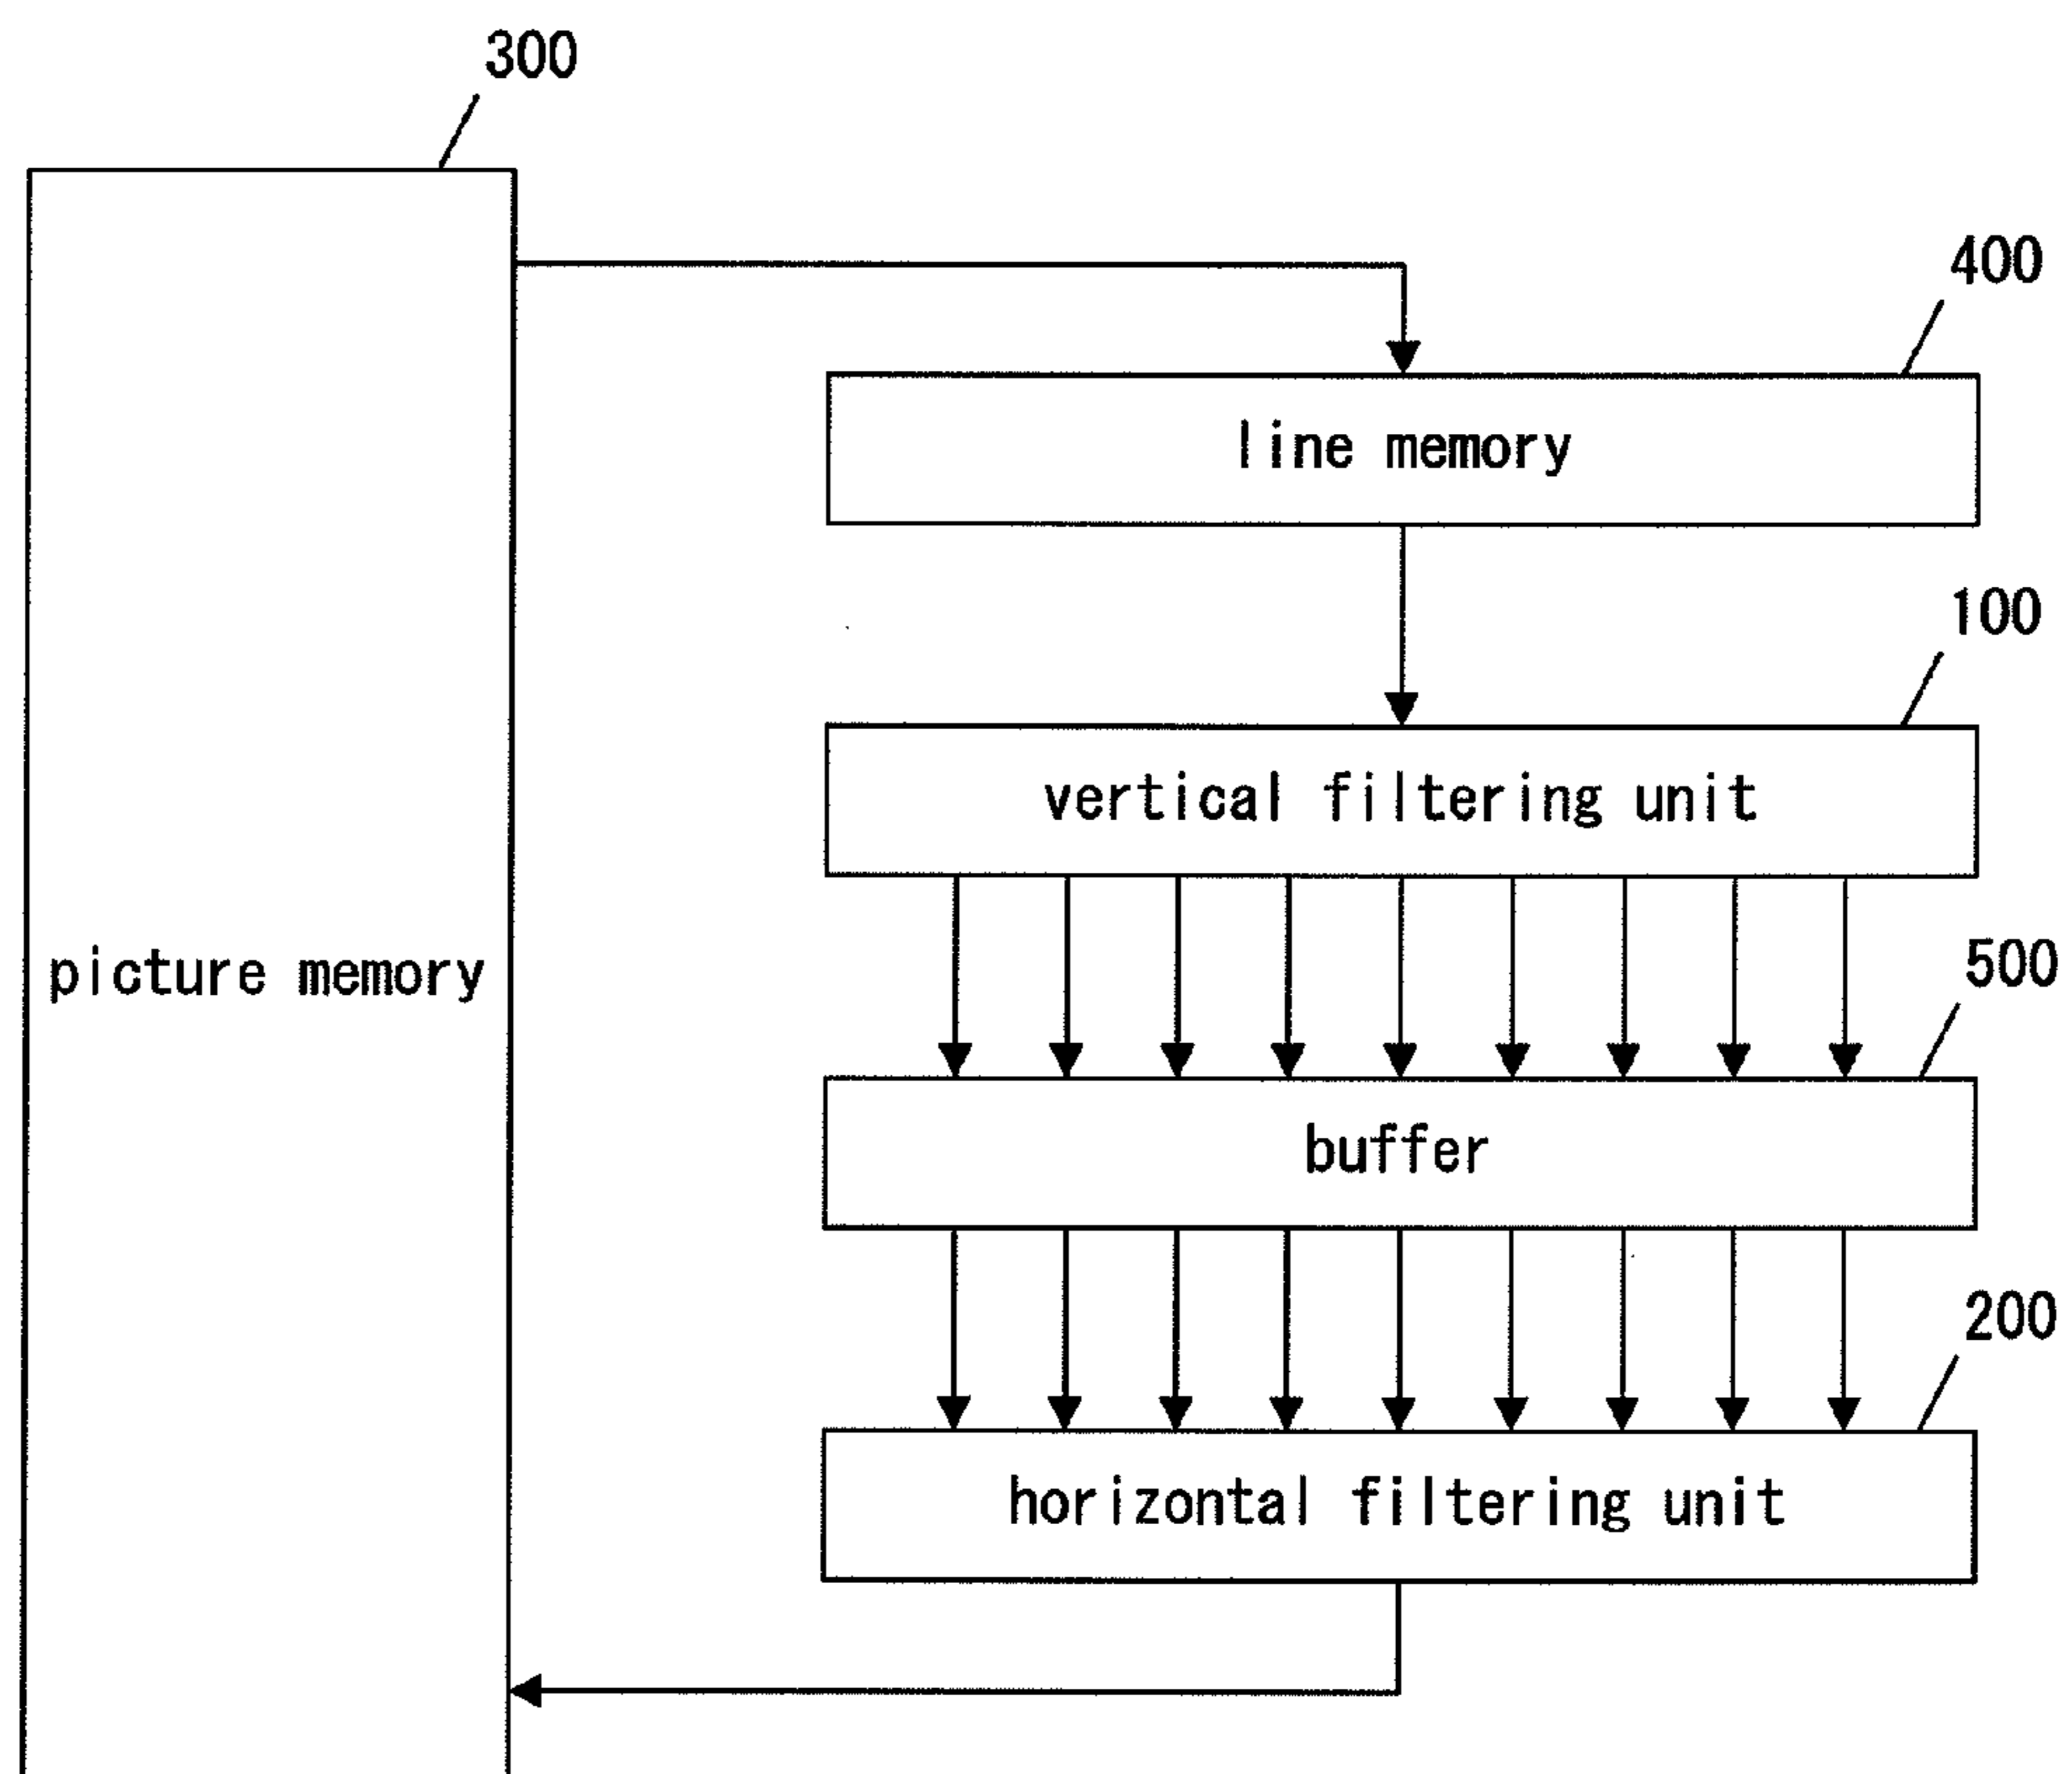 300
400
line memory
100
vertical filtering unit
picture memory
500
buffer
200
horizontal filtering unit